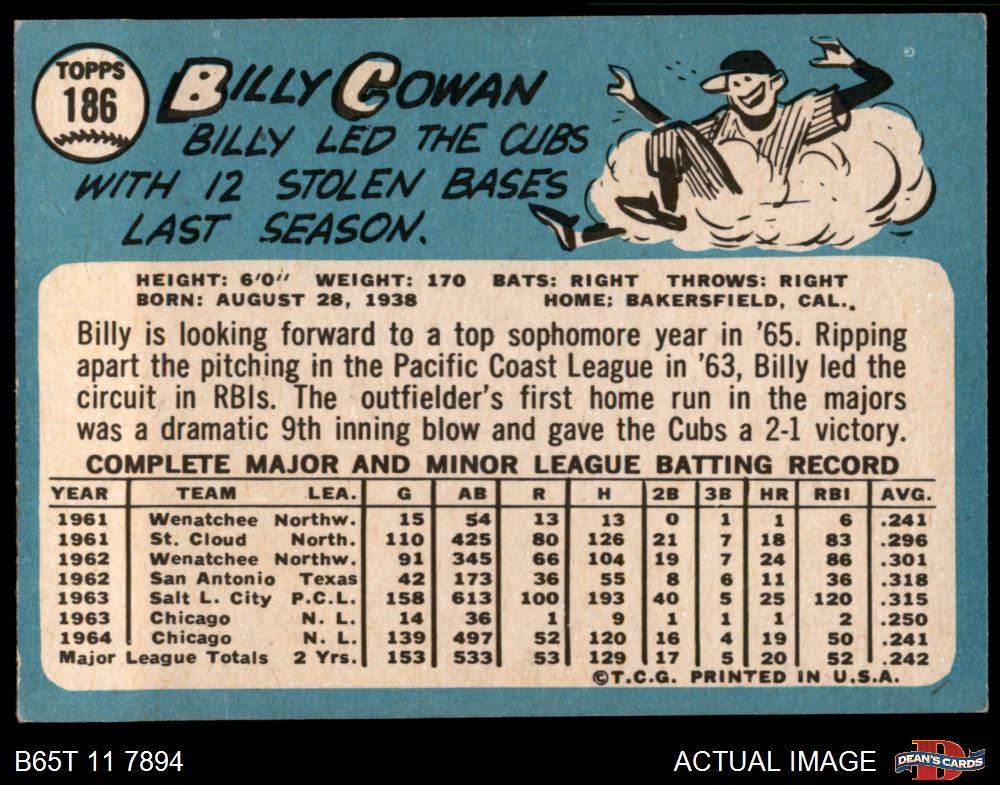 TOPPS
186
BILLY COWAN
BILLY LED THE CUBS
WITH 12 STOLEN BASES
LAST SEASON.
HEIGHT: 6'0" WEIGHT: 170 BATS: RIGHT THROWS: RIGHT
BORN: AUGUST 28, 1938 HOME: BAKERSFIELD, CAL.
Billy is looking forward to a top sophomore year in '65. Ripping
apart the pitching in the Pacific Coast League in '63, Billy led the
circuit in RBIs. The outfielder's first home run in the majors
was a dramatic 9th inning blow and gave the Cubs a 2-1 victory.
COMPLETE MAJOR AND MINOR LEAGUE BATTING RECORD
YEAR TEAM LEA. G AB R H 2B 3B HR RBI AVG.
1961 Wenatchee Northw. 15 54 13 13 0 1 1 6 .241
1961 St. Cloud North. 110 425 80 126 21 7 18 83 .296
1962 Wenatchee Northw. 91 345 66 104 19 7 24 86 .301
1962 San Antonio Texas 42 173 36 55 8 6 11 36 .318
1963 Salt L. City P.C.L. 158 613 100 193 40 5 25 120 .315
1963 Chicago N. L. 14 36 1 9 1 1 1 2 .250
1964 Chicago N. L. 139 497 52 120 16 4 19 50 .241
Major League Totals 2 Yrs. 153 533 53 129 17 5 20 52 .242
©T.C.G. PRINTED IN U.S.A.
B65T 11 7894 ACTUAL IMAGE DEAN'S CARDS